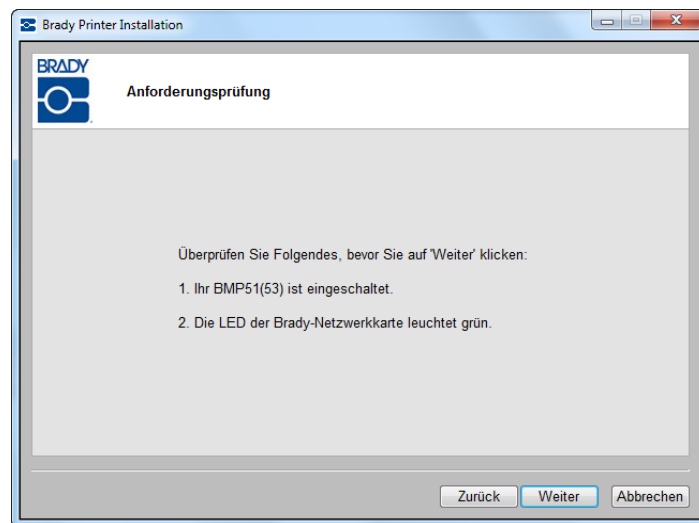 Brady Printer Installation
BRADY
Anforderungsprüfung
Überprüfen Sie Folgendes, bevor Sie auf 'Weiter' klicken:
1. Ihr BMP51(53) ist eingeschaltet.
2. Die LED der Brady-Netzwerkkarte leuchtet grün.
Zurück Weiter Abbrechen